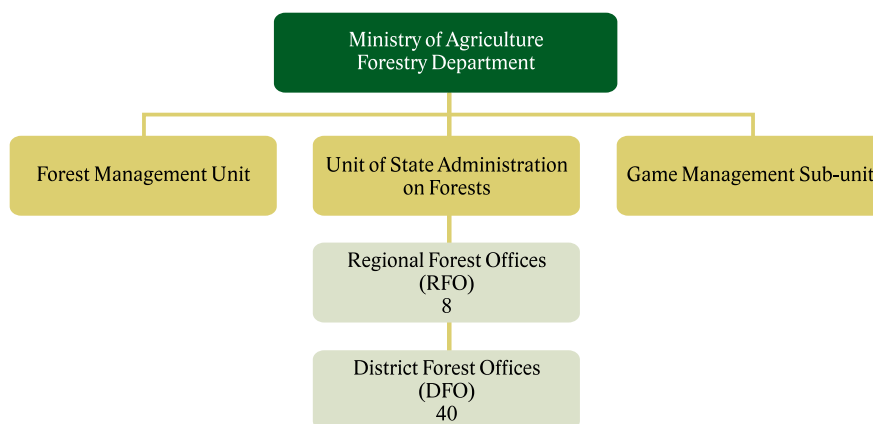 Ministry of Agriculture
Forestry Department
Forest Management Unit
Unit of State Administration
on Forests
Game Management Sub-unit
Regional Forest Offices
(RFO)
8
District Forest Offices
(DFO)
40